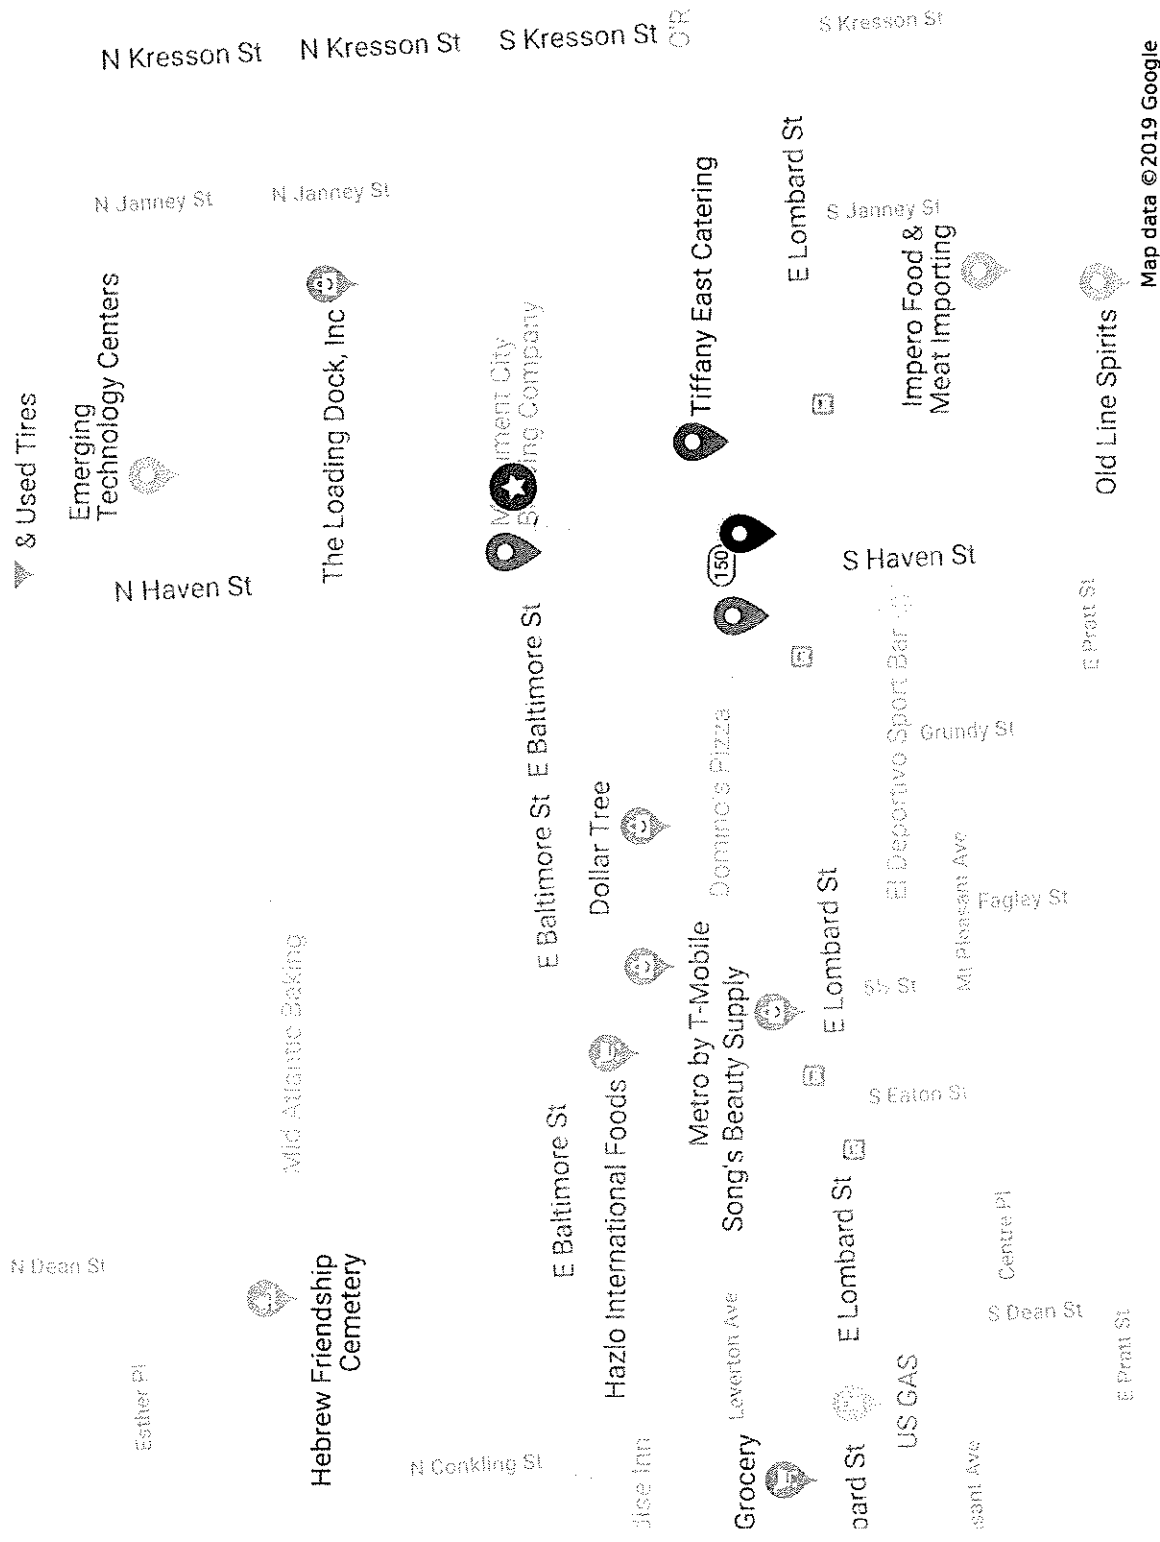 N Kresson St
N Kresson St
S Kresson St
S Kresson St
N Janney St
N Janney St
S Janney St
E Lombard St
Map data ©2019 Google
& Used Tires
Emerging
Technology Centers
The Loading Dock, Inc
Tiffany East Catering
Impero Food &
Meat Importing
Old Line Spirits
N Haven St
150
S Haven St
E Pratt St
E Baltimore St
E Baltimore St
Dollar Tree
Domino's Pizza
El Deportivo Sport Bar
Grundy St
Mt Pleasant Ave
Fagley St
Mid Atlantic Baking
Metro by T-Mobile
Song's Beauty Supply
E Lombard St
S Eaton St
E Baltimore St
Hazlo International Foods
E Lombard St
Centre Pl
N Dean St
S Dean St
E Pratt St
Hebrew Friendship
Cemetery
Esther Pl
Leverton Ave
US GAS
N Conkling St
Grocery